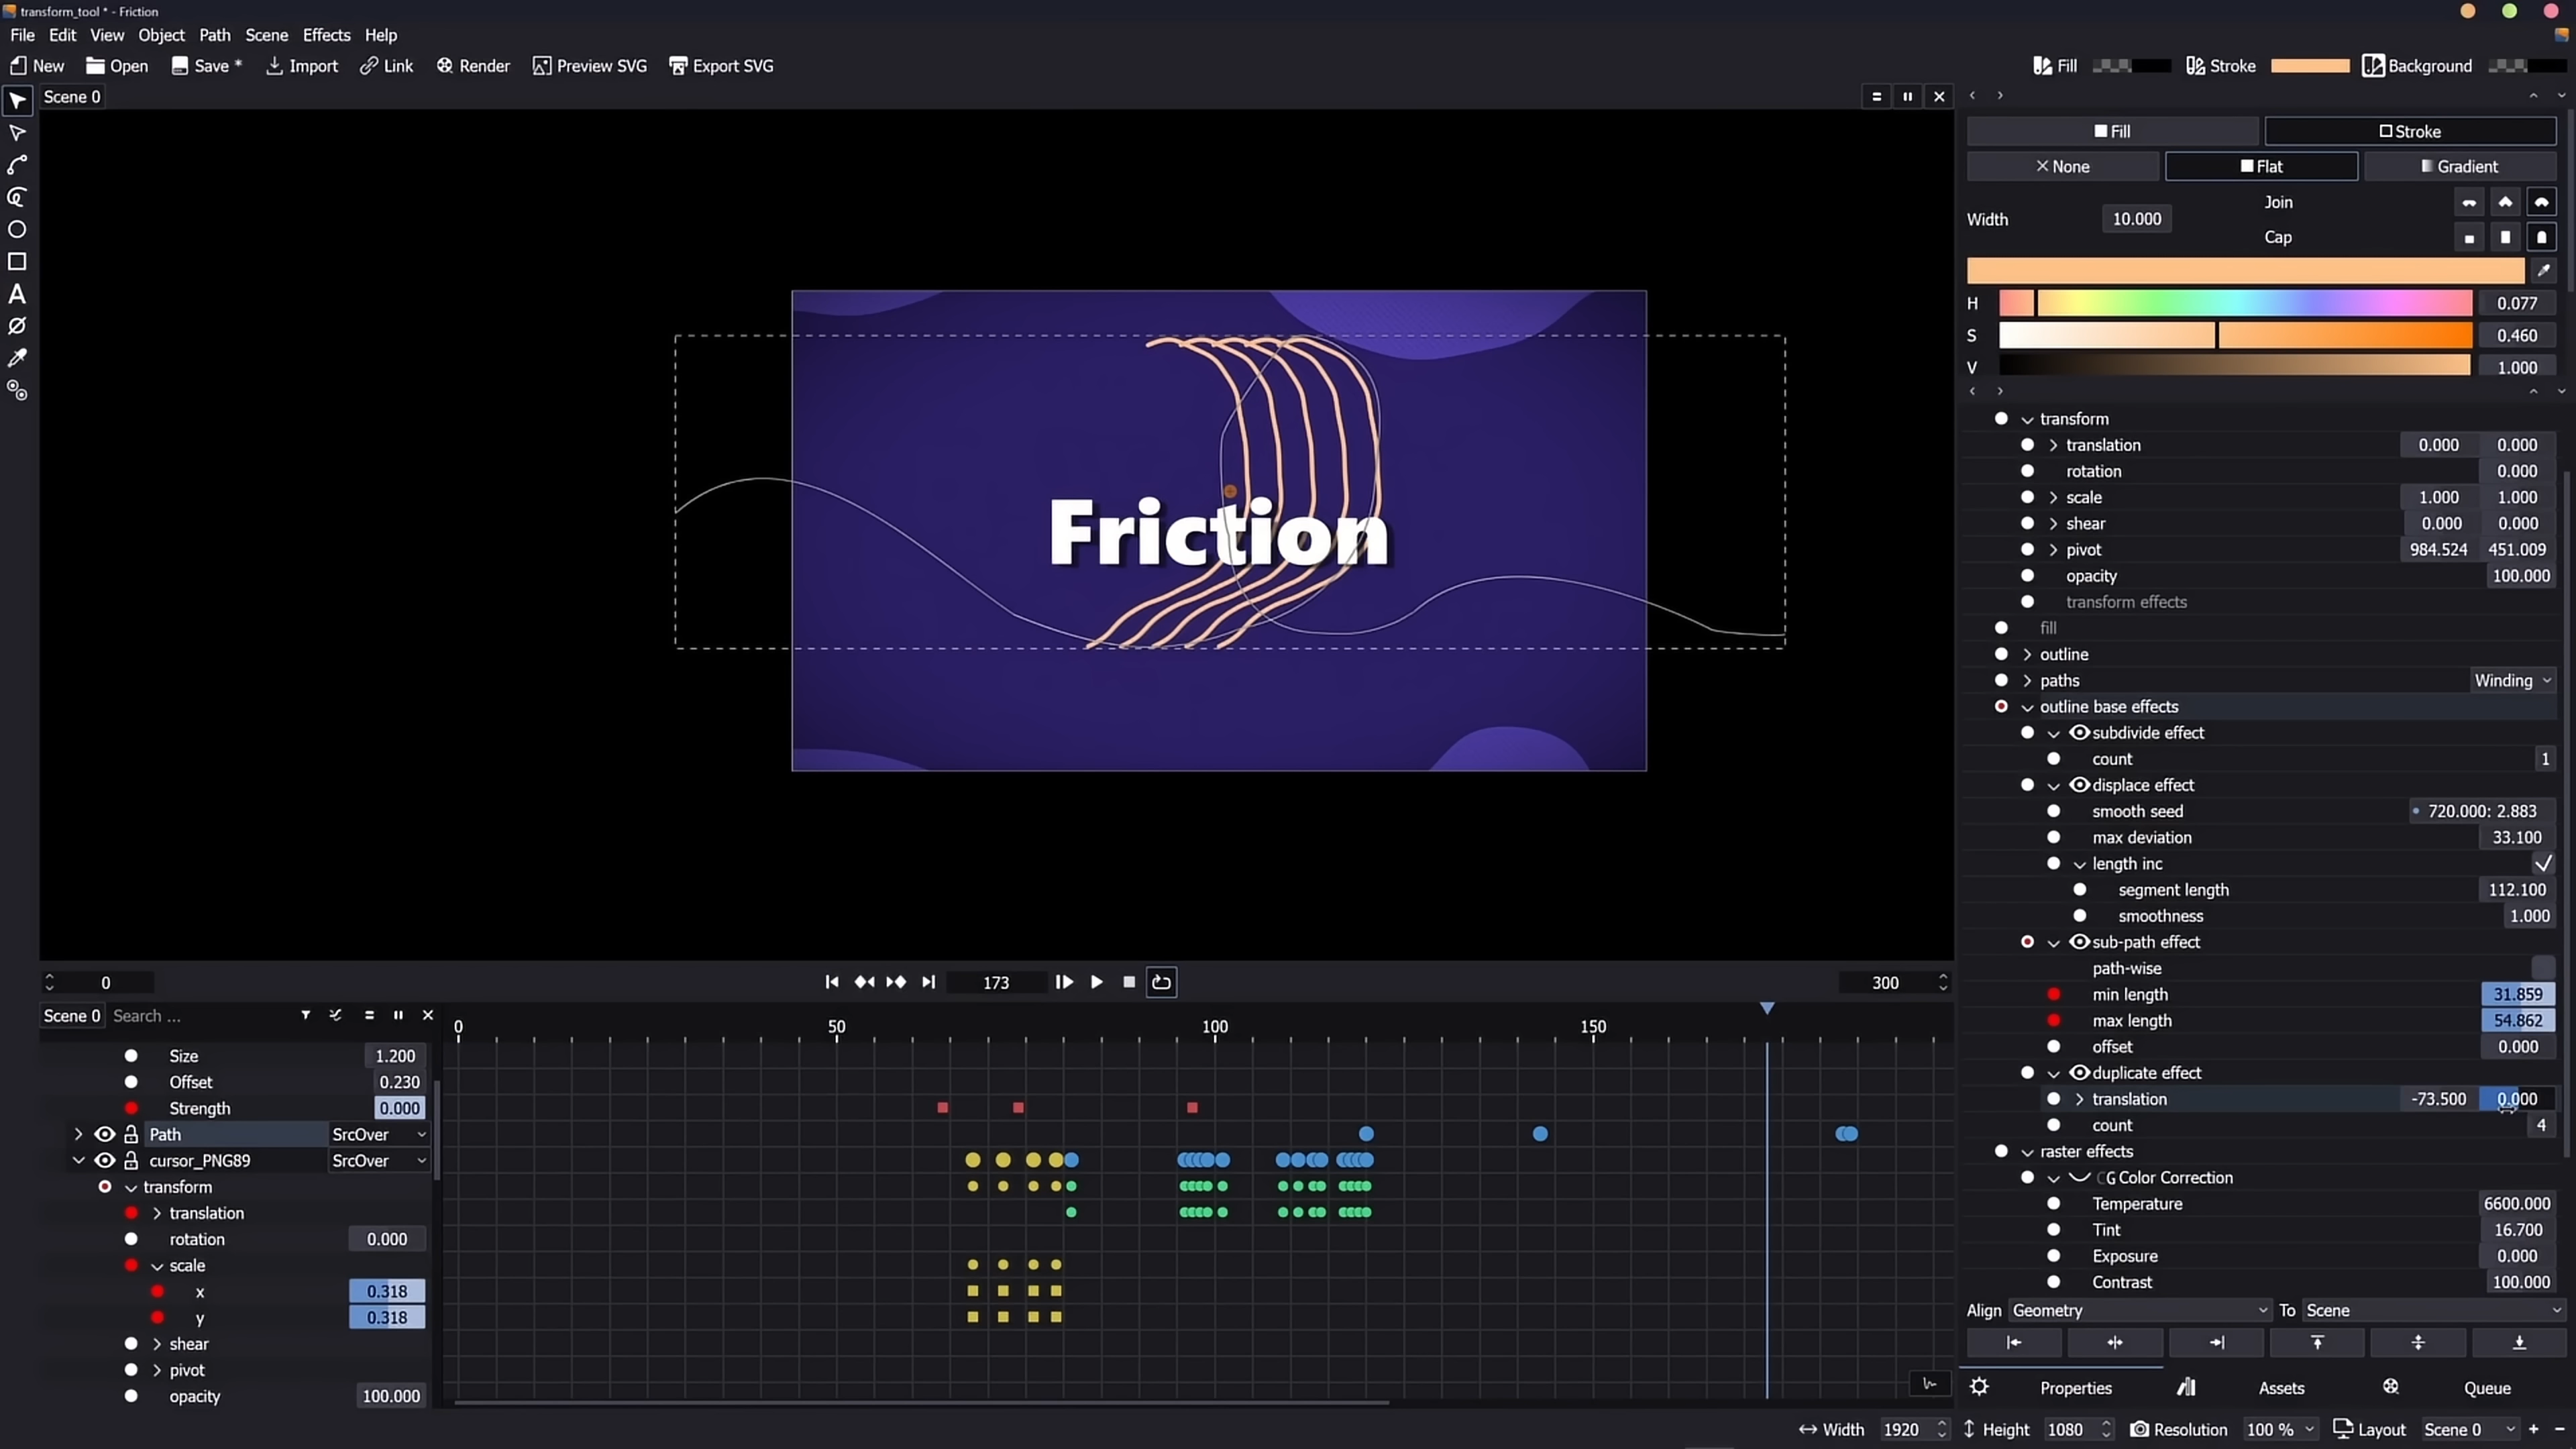 transform_tool * - Friction
File Edit View Object Path Scene Effects Help
New Open Save * Import Link Render Preview SVG Export SVG Fill Stroke Background
Scene 0
Fill Stroke
None Flat Gradient
Width 10.000 Join
Cap
H 0.077
S 0.460
V 1.000
Friction
transform
translation 0.000 0.000
rotation 0.000
scale 1.000 1.000
shear 0.000 0.000
pivot 984.524 451.009
opacity 100.000
transform effects
fill
outline
paths Winding
outline base effects
subdivide effect
count 1
displace effect
smooth seed 720.000: 2.883
max deviation 33.100
length inc
segment length 112.100
smoothness 1.000
sub-path effect
path-wise
min length 31.859
max length 54.862
offset 0.000
duplicate effect
translation -73.500 0.000
count 4
raster effects
Color Correction
Temperature 6600.000
Tint 16.700
Exposure 0.000
Contrast 100.000
Align Geometry To Scene
Properties Assets Queue
0 173 300
Scene 0 Search ... 0 50 100 150
Size 1.200
Offset 0.230
Strength 0.000
Path SrcOver
cursor_PNG89 SrcOver
transform
translation
rotation 0.000
scale
x 0.318
y 0.318
shear
pivot
opacity 100.000
Width 1920 Height 1080 Resolution 100 % Layout Scene 0